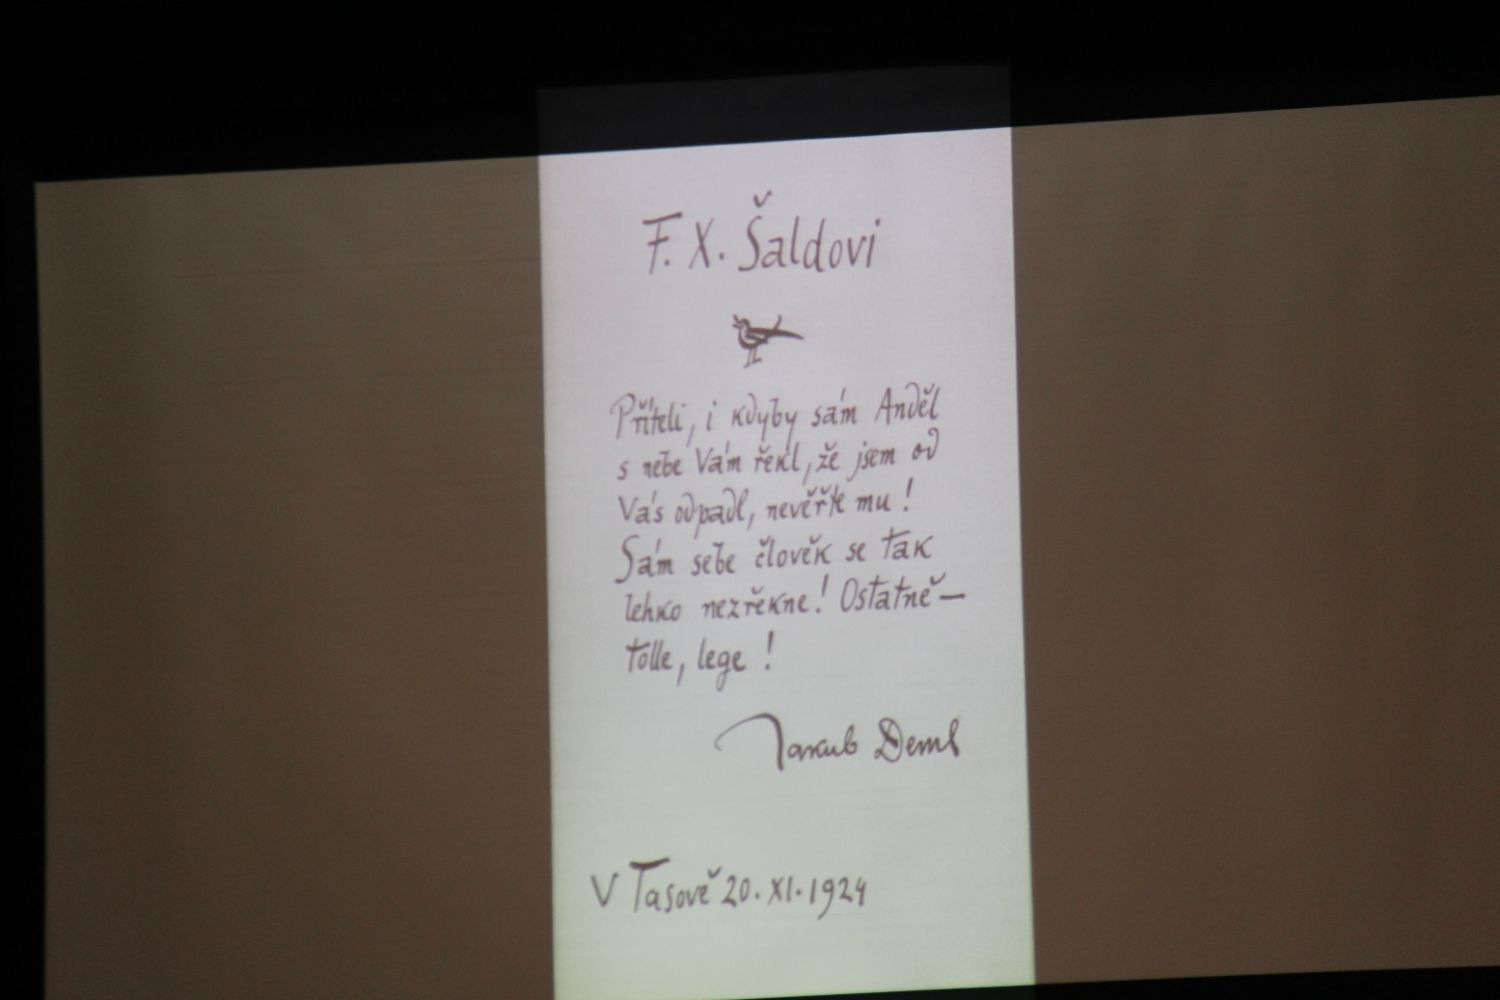 F. X. Šaldovi
Příteli, i kdyby sám Anděl
s nebe Vám řekl, že jsem od
Vás odpadl, nevěřte mu!
Sám sebe člověk se tak
lehko nezřekne! Ostatně—
tolle, lege!
Jakub Deml
V Tasově 20. XI. 1924